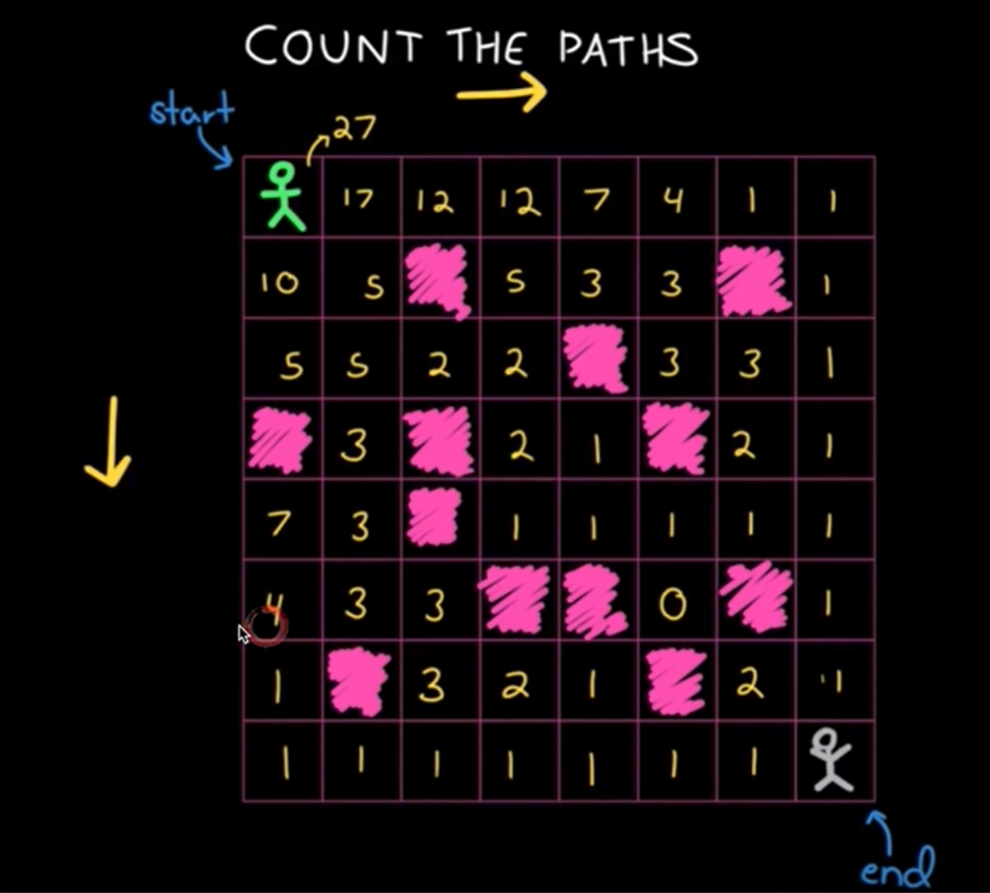 COUNT THE PATHS
start
27
17 12 12 7 4 1 1
10 5 5 3 3 1
5 5 2 2 3 3 1
3 2 1 2 1
7 3 1 1 1 1 1
4 3 3 0 1
1 3 2 1 2 1
1 1 1 1 1 1 1
end